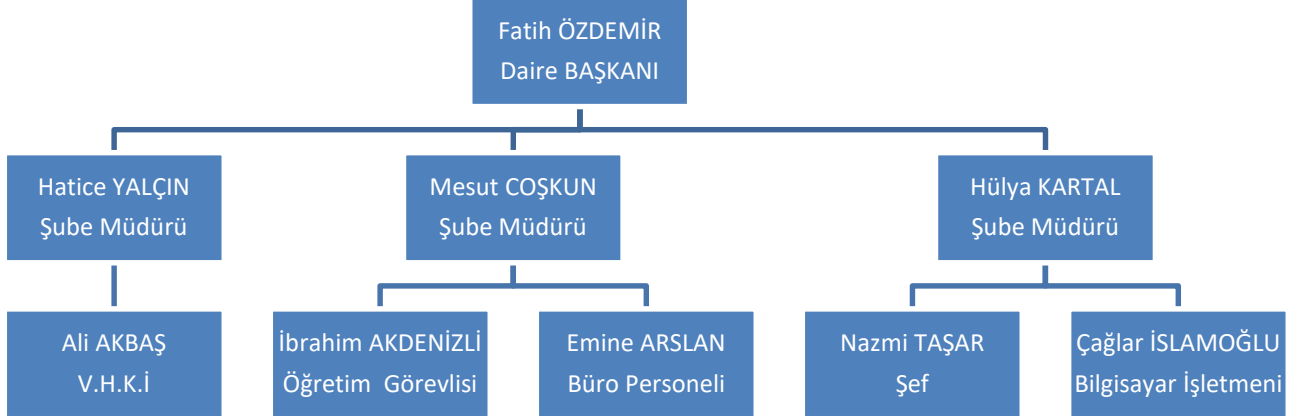 Fatih ÖZDEMİR
Daire BAŞKANI
Hatice YALÇIN
Şube Müdürü
Mesut COŞKUN
Şube Müdürü
Hülya KARTAL
Şube Müdürü
Ali AKBAŞ
V.H.K.İ
İbrahim AKDENİZLİ
Öğretim  Görevlisi
Emine ARSLAN
Büro Personeli
Nazmi TAŞAR
Şef
Çağlar İSLAMOĞLU
Bilgisayar İşletmeni